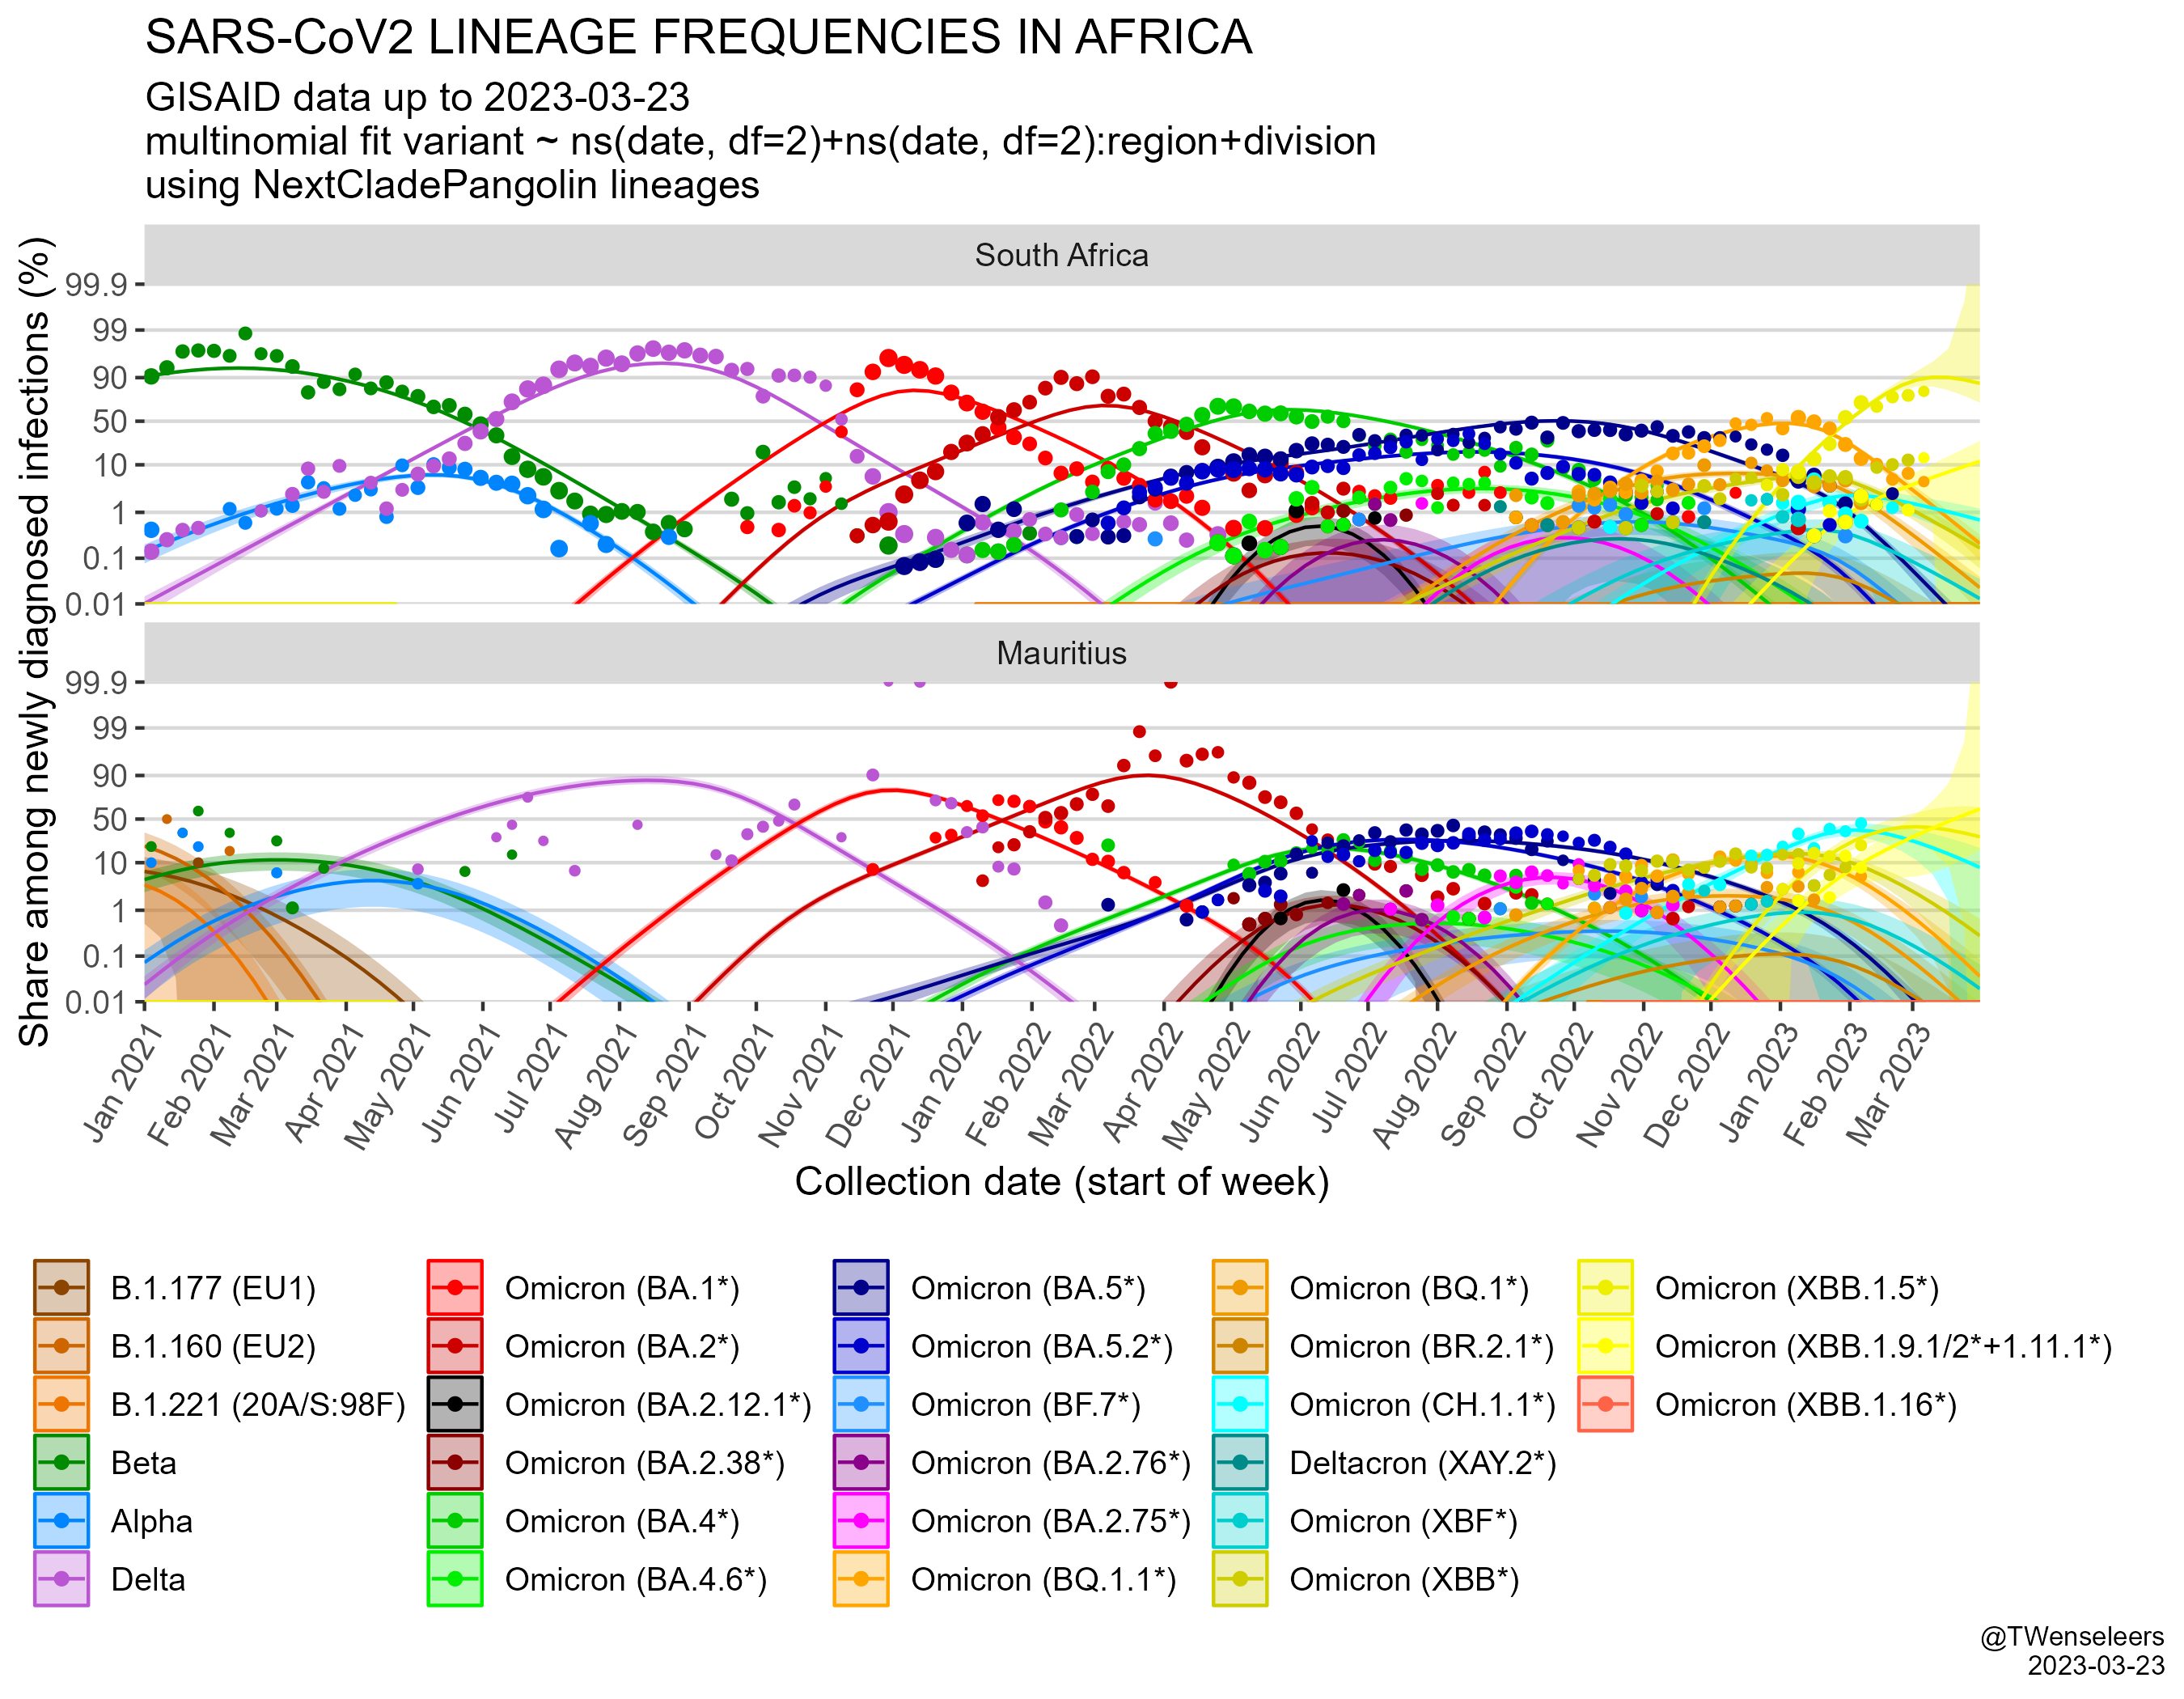 SARS-CoV2 LINEAGE FREQUENCIES IN AFRICA
GISAID data up to 2023-03-23
multinomial fit variant ~ ns(date, df=2)+ns(date, df=2):region+division
using NextCladePangolin lineages
Share among newly diagnosed infections (%)
South Africa
99.9
99
90
50
10
1
0.1
0.01
Mauritius
99.9
99
90
50
10
1
0.1
0.01
Jan 2021
Feb 2021
Mar 2021
Apr 2021
May 2021
Jun 2021
Jul 2021
Aug 2021
Sep 2021
Oct 2021
Nov 2021
Dec 2021
Jan 2022
Feb 2022
Mar 2022
Apr 2022
May 2022
Jun 2022
Jul 2022
Aug 2022
Sep 2022
Oct 2022
Nov 2022
Dec 2022
Jan 2023
Feb 2023
Mar 2023
Collection date (start of week)
B.1.177 (EU1)
B.1.160 (EU2)
B.1.221 (20A/S:98F)
Beta
Alpha
Delta
Omicron (BA.1*)
Omicron (BA.2*)
Omicron (BA.2.12.1*)
Omicron (BA.2.38*)
Omicron (BA.4*)
Omicron (BA.4.6*)
Omicron (BA.5*)
Omicron (BA.5.2*)
Omicron (BF.7*)
Omicron (BA.2.76*)
Omicron (BA.2.75*)
Omicron (BQ.1.1*)
Omicron (BQ.1*)
Omicron (BR.2.1*)
Omicron (CH.1.1*)
Deltacron (XAY.2*)
Omicron (XBF*)
Omicron (XBB*)
Omicron (XBB.1.5*)
Omicron (XBB.1.9.1/2*+1.11.1*)
Omicron (XBB.1.16*)
@TWenseleers
2023-03-23